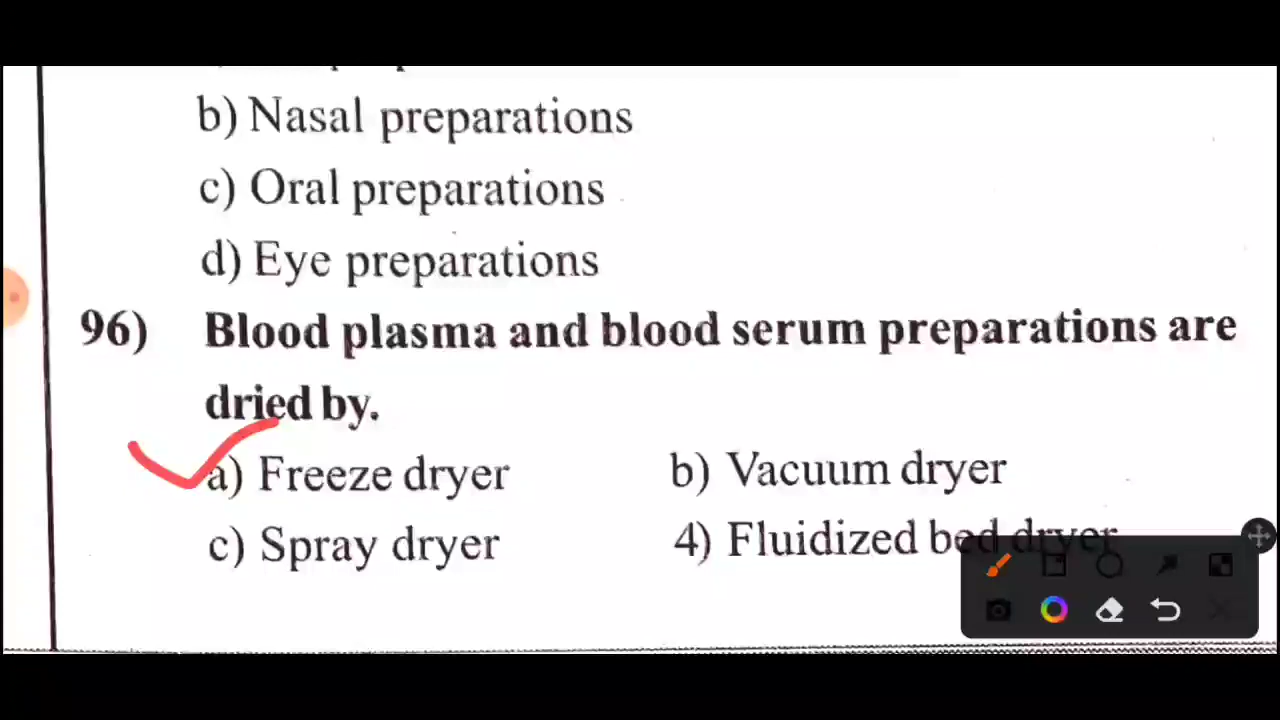 b) Nasal preparations
c) Oral preparations
d) Eye preparations
96) Blood plasma and blood serum preparations are
dried by.
a) Freeze dryer b) Vacuum dryer
c) Spray dryer 4) Fluidized bed dryer